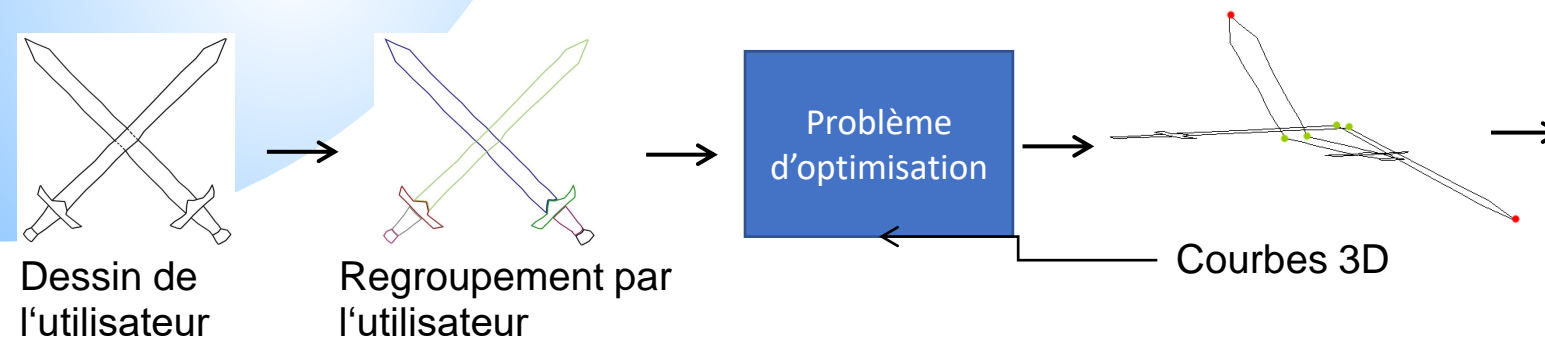 Dessin de
l‘utilisateur
Regroupement par
l‘utilisateur
Problème
d’optimisation
Courbes 3D